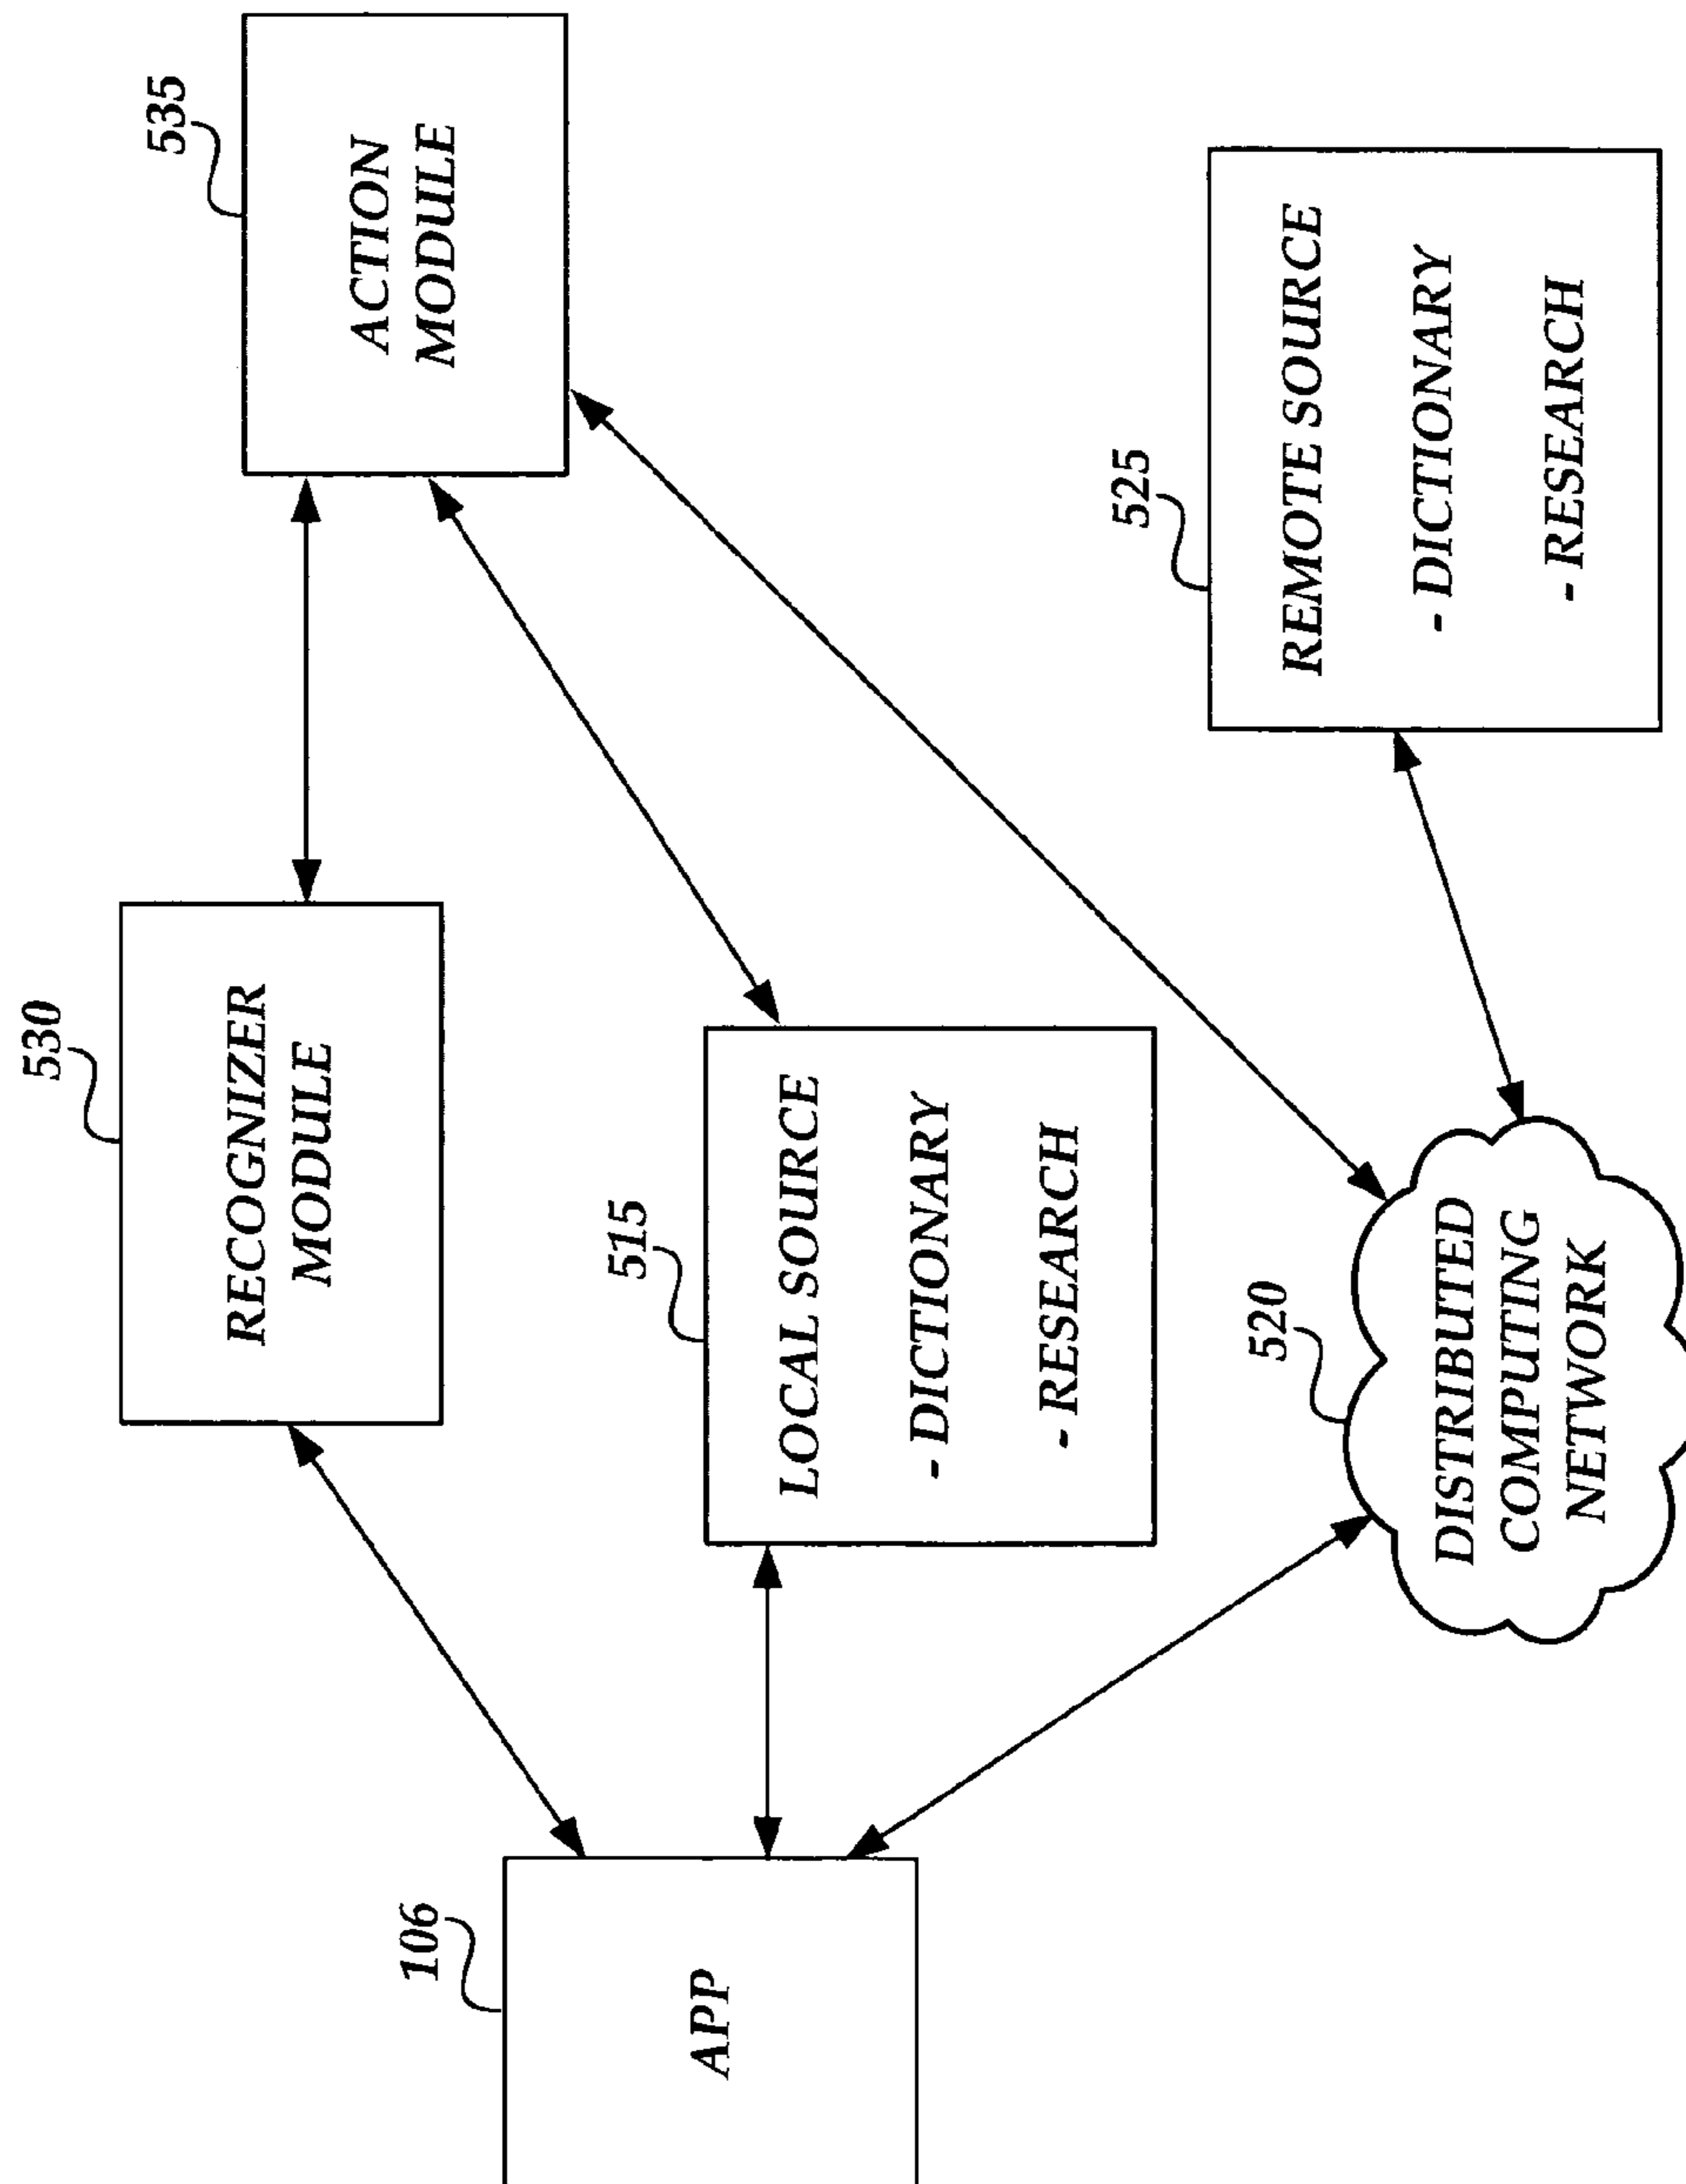 530
RECOGNIZER
MODULE
535
ACTION
MODULE
106
APP
515
LOCAL SOURCE
- DICTIONARY
- RESEARCH
525
REMOTE SOURCE
- DICTIONARY
- RESEARCH
520
DISTRIBUTED
COMPUTING
NETWORK